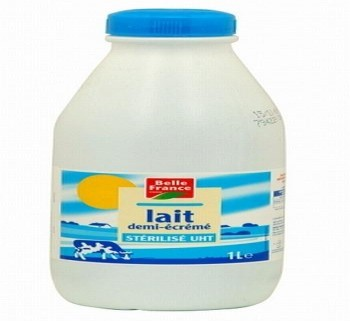 Belle
France
lait
demi-écrémé
STÉRILISÉ UHT
1L e